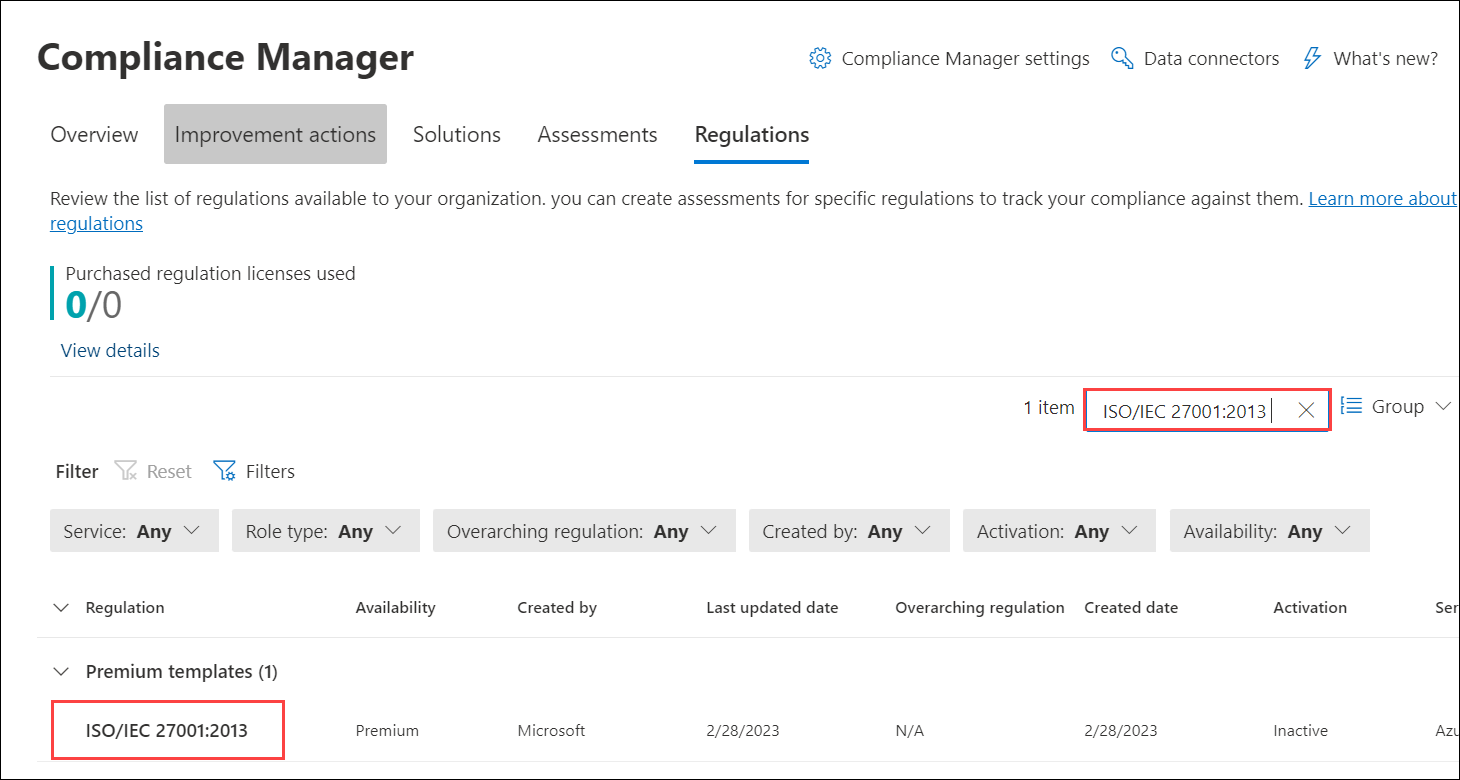 Compliance Manager
Compliance Manager settings
Data connectors
What's new?
Overview
Improvement actions
Solutions
Assessments
Regulations
Review the list of regulations available to your organization. you can create assessments for specific regulations to track your compliance against them. Learn more about
regulations
Purchased regulation licenses used
0/0
View details
1 item
ISO/IEC 27001:2013
Group
Filter
Reset
Filters
Service: Any
Role type: Any
Overarching regulation: Any
Created by: Any
Activation: Any
Availability: Any
Regulation Availability Created by Last updated date Overarching regulation Created date Activation Ser
Premium templates (1)
ISO/IEC 27001:2013 Premium Microsoft 2/28/2023 N/A 2/28/2023 Inactive Azu